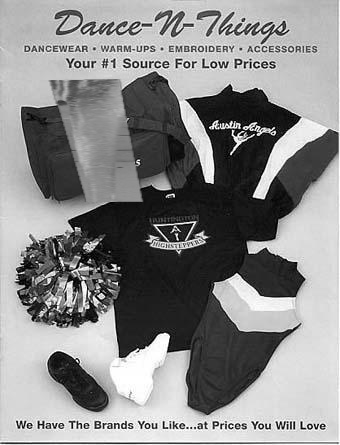 Dance-N-Things
DANCEWEAR • WARM-UPS • EMBROIDERY • ACCESSORIES
Your #1 Source For Low Prices
Austin Angels
HUNTINGTON
HIGHSTEPPERS
We Have The Brands You Like...at Prices You Will Love